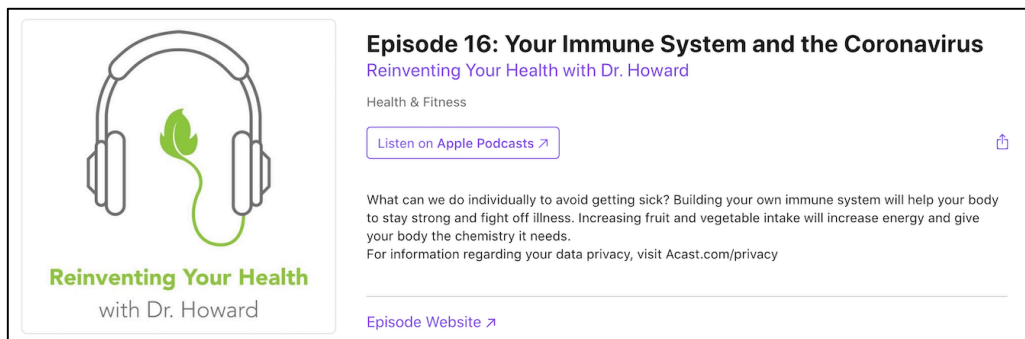 Reinventing Your Health
with Dr. Howard
Episode 16: Your Immune System and the Coronavirus
Reinventing Your Health with Dr. Howard
Health & Fitness
Listen on Apple Podcasts ↗
What can we do individually to avoid getting sick? Building your own immune system will help your body
to stay strong and fight off illness. Increasing fruit and vegetable intake will increase energy and give
your body the chemistry it needs.
For information regarding your data privacy, visit Acast.com/privacy
Episode Website ↗